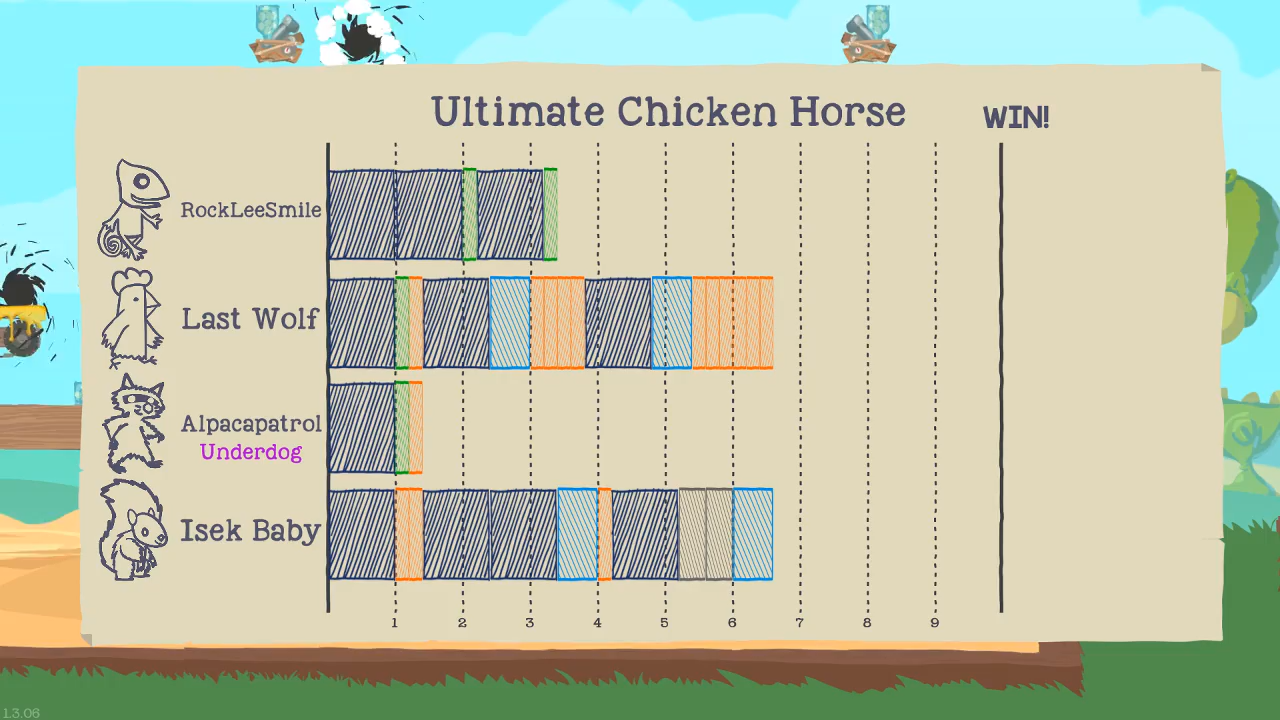 Ultimate Chicken Horse
WIN!
RockLeeSmile
Last Wolf
Alpacapatrol
Underdog
Isek Baby
1 2 3 4 5 6 7 8 9
1.3.06